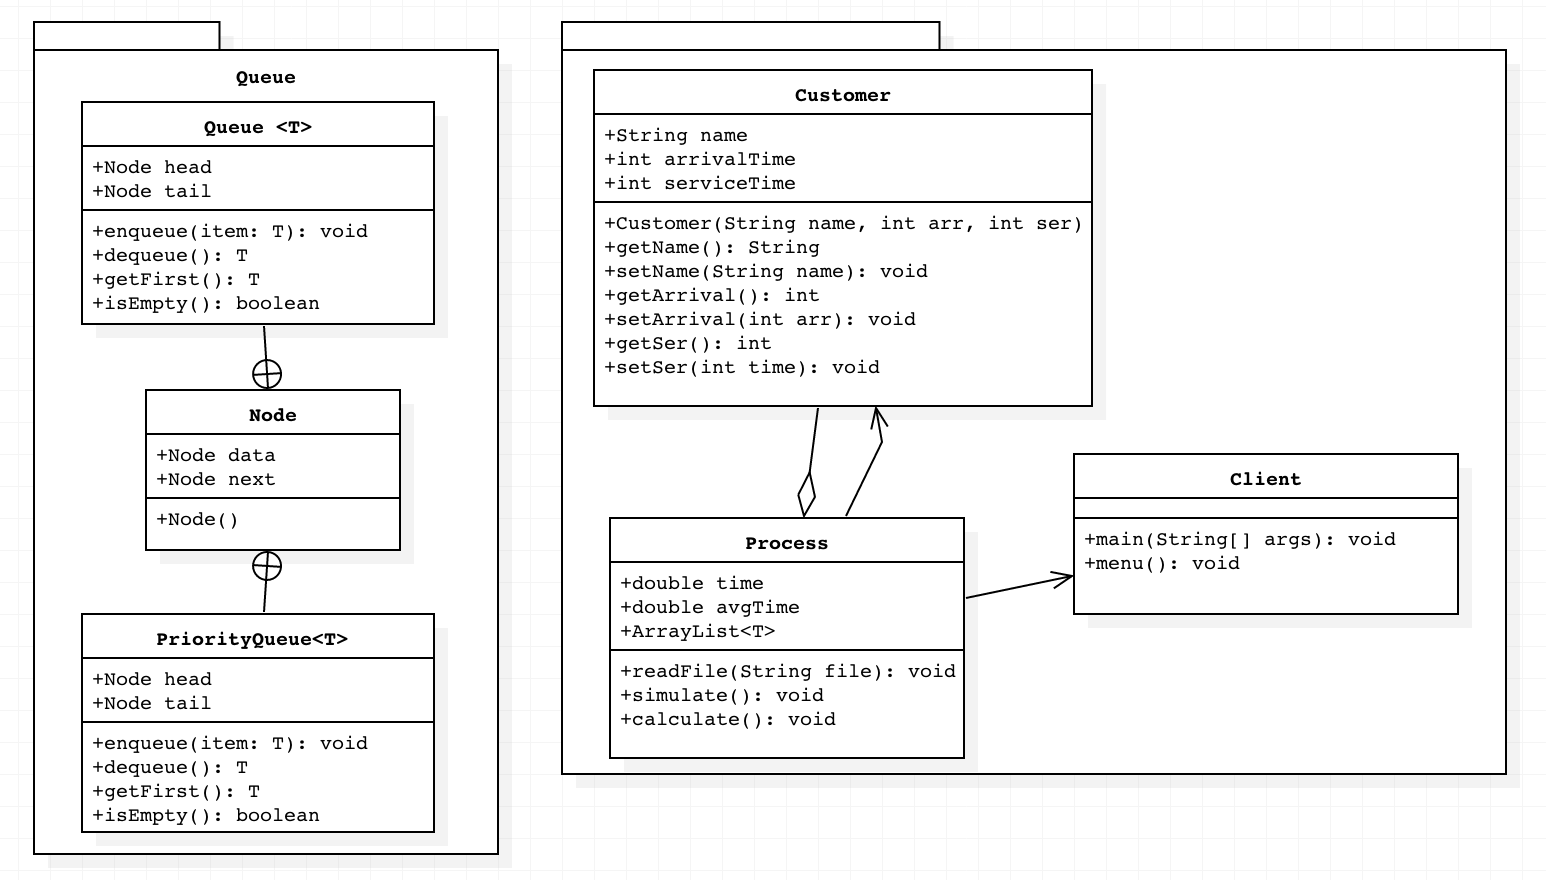 Queue
Queue <T>
+Node head
+Node tail
+enqueue(item: T): void
+dequeue(): T
+getFirst(): T
+isEmpty(): boolean
Node
+Node data
+Node next
+Node()
PriorityQueue<T>
+Node head
+Node tail
+enqueue(item: T): void
+dequeue(): T
+getFirst(): T
+isEmpty(): boolean
Customer
+String name
+int arrivalTime
+int serviceTime
+Customer(String name, int arr, int ser)
+getName(): String
+setName(String name): void
+getArrival(): int
+setArrival(int arr): void
+getSer(): int
+setSer(int time): void
Process
+double time
+double avgTime
+ArrayList<T>
+readFile(String file): void
+simulate(): void
+calculate(): void
Client
+main(String[] args): void
+menu(): void